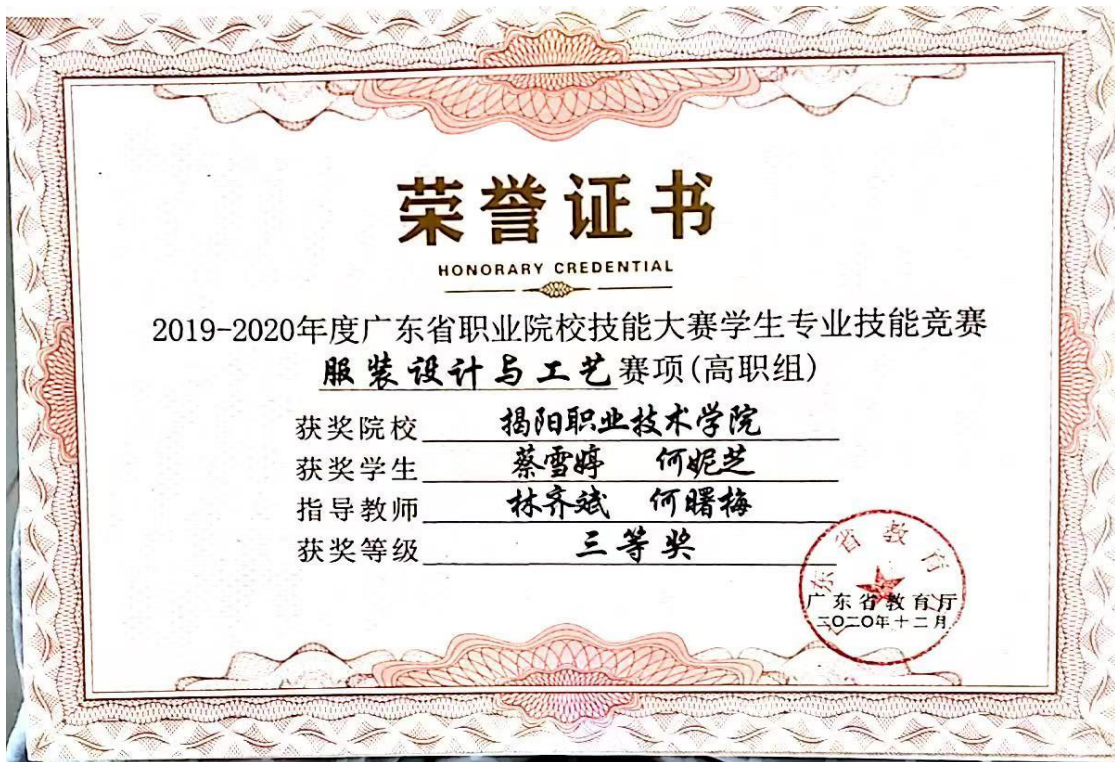 荣誉证书
HONORARY CREDENTIAL
2019-2020年度广东省职业院校技能大赛学生专业技能竞赛
服装设计与工艺赛项(高职组)
获奖院校 揭阳职业技术学院
获奖学生 蔡雪婷 何妮芝
指导教师 林齐斌 何曙梅
获奖等级 三等奖
广东省教育厅
广东省教育厅
二〇二〇年十二月